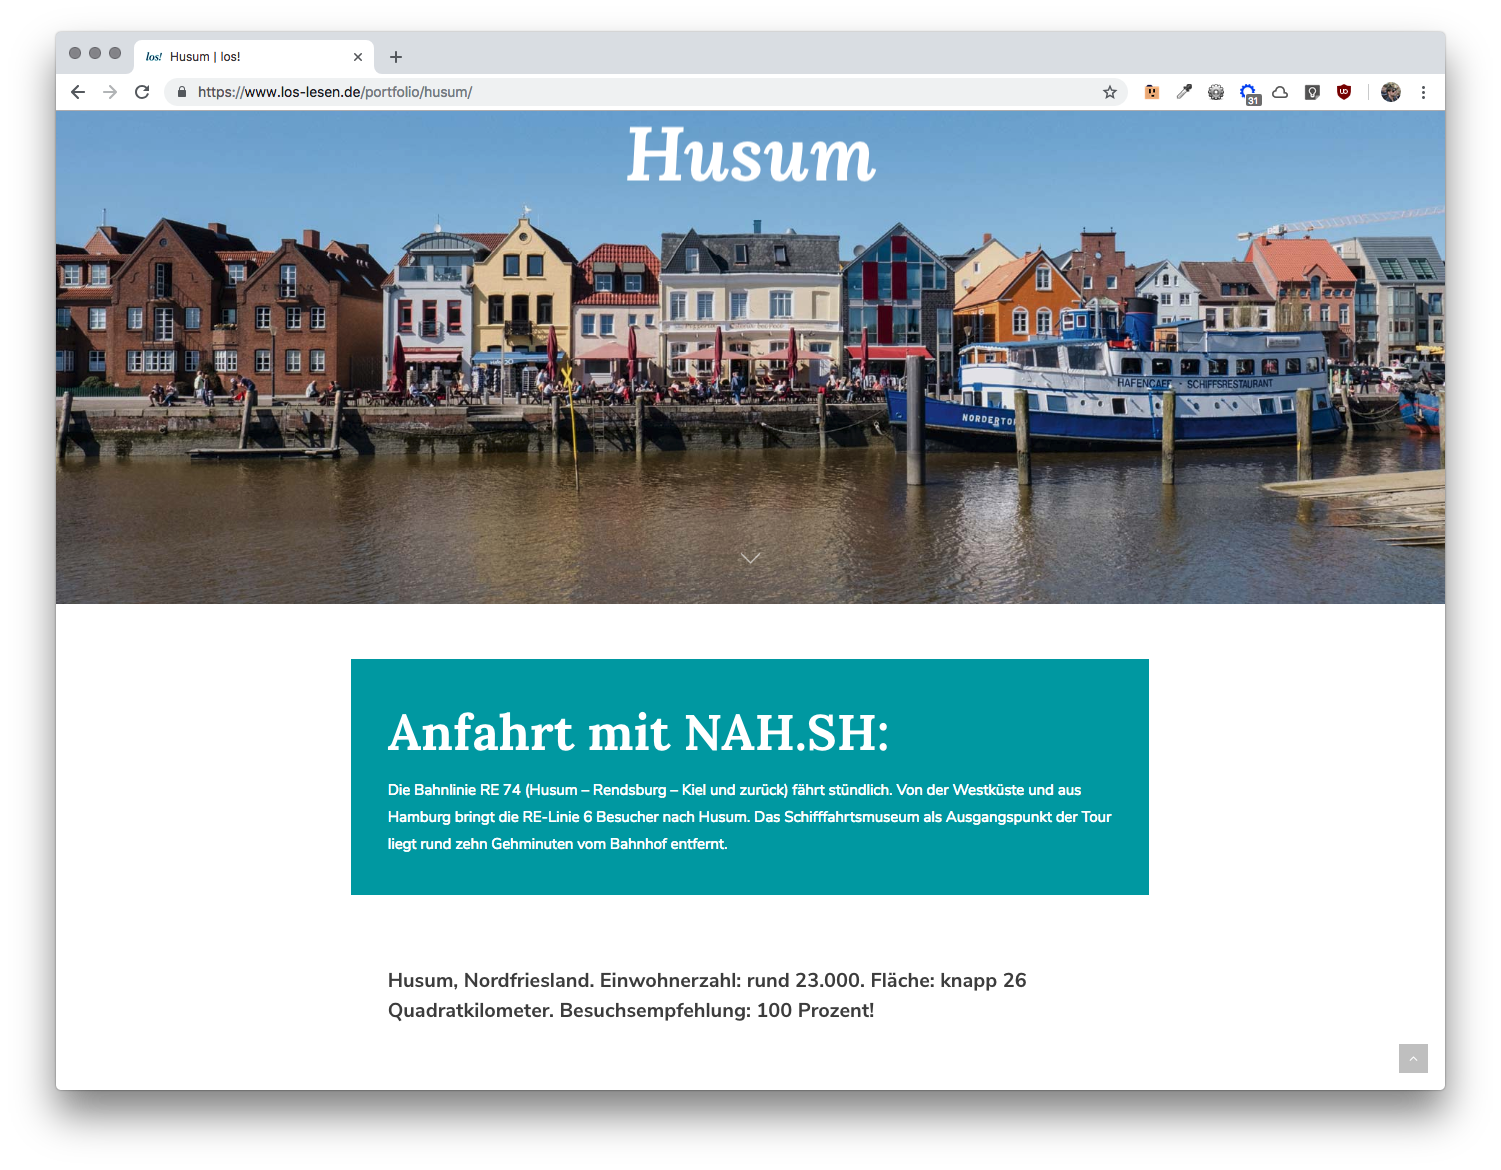 los! Husum | los!
https://www.los-lesen.de/portfolio/husum/
31
Husum
HAFENCAFE - SCHIFFSRESTAURANT
Anfahrt mit NAH.SH:
Die Bahnlinie RE 74 (Husum – Rendsburg – Kiel und zurück) fährt stündlich. Von der Westküste und aus
Hamburg bringt die RE-Linie 6 Besucher nach Husum. Das Schifffahrtsmuseum als Ausgangspunkt der Tour
liegt rund zehn Gehminuten vom Bahnhof entfernt.
Husum, Nordfriesland. Einwohnerzahl: rund 23.000. Fläche: knapp 26
Quadratkilometer. Besuchsempfehlung: 100 Prozent!